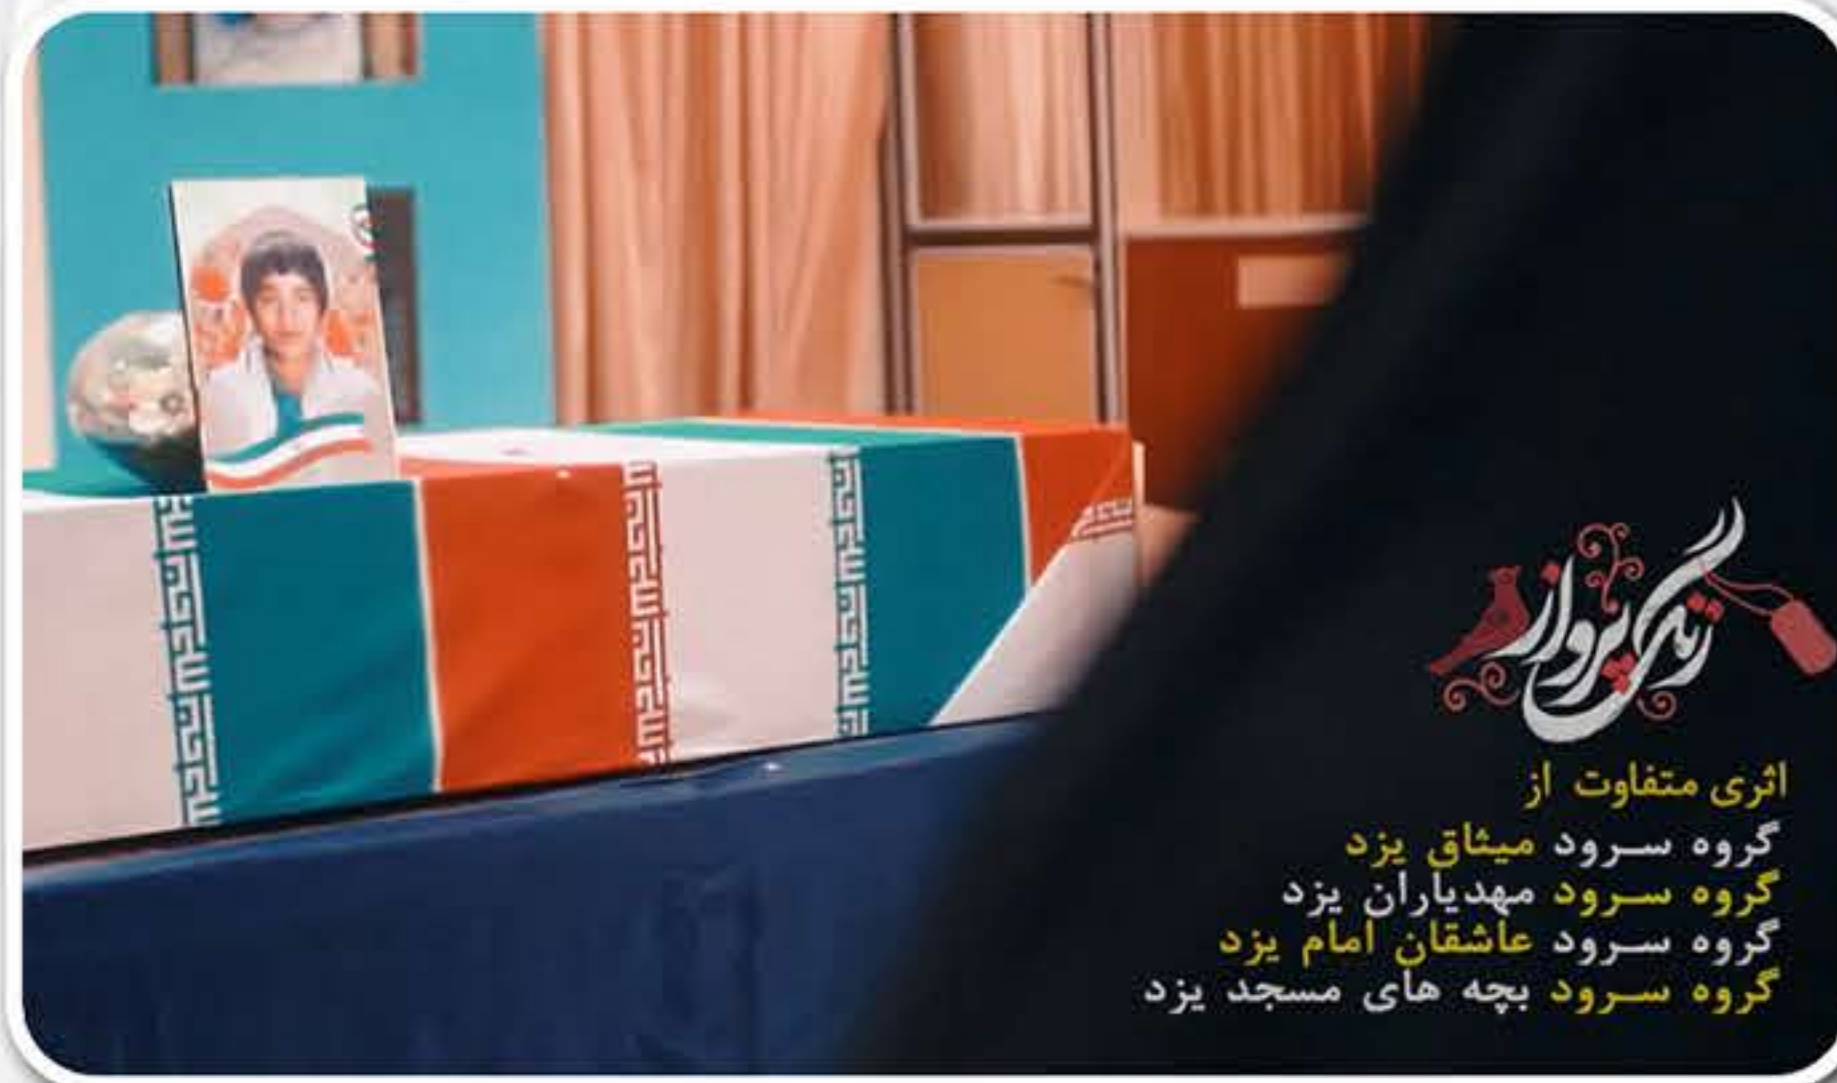 زندگی پرواز
اثری متفاوت از
گروه سرود میثاق یزد
گروه سرود مهدیاران یزد
گروه سرود عاشقان امام یزد
گروه سرود بچه های مسجد یزد